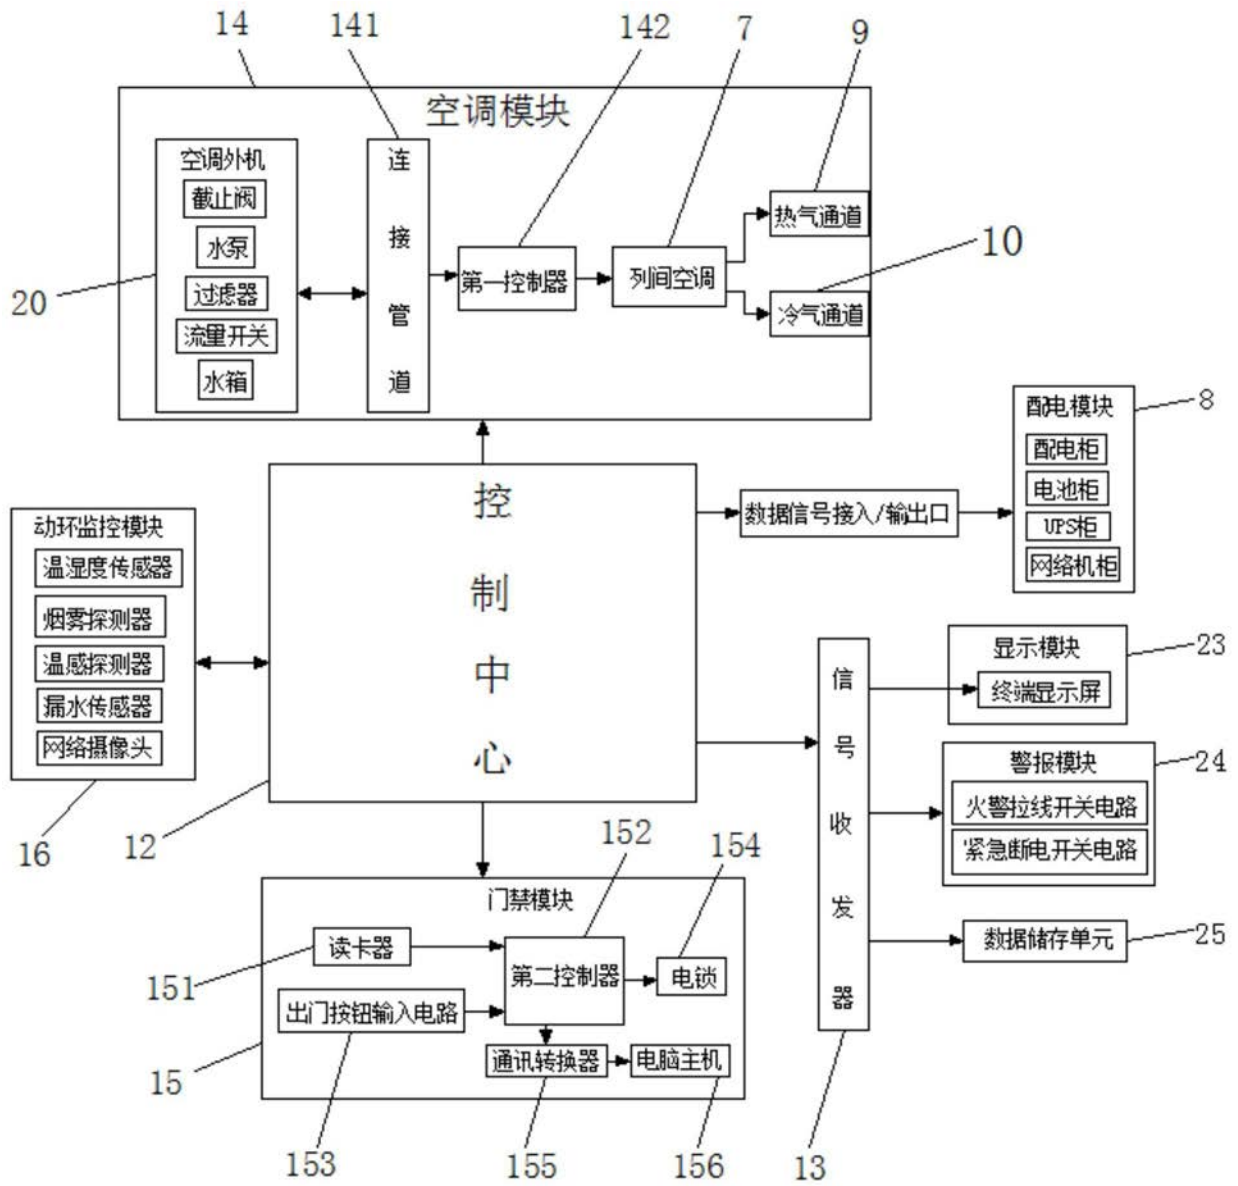 14
141
142
7
9
空调模块
空调外机
截止阀
水泵
过滤器
流量开关
水箱
连接管道
第一控制器
列间空调
热气通道
冷气通道
10
20
控制中心
数据信号接入/输出口
配电模块
配电柜
电池柜
UPS柜
网络机柜
8
动环监控模块
温湿度传感器
烟雾探测器
温感探测器
漏水传感器
网络摄像头
16
12
信号收发器
显示模块
终端显示屏
23
警报模块
火警拉线开关电路
紧急断电开关电路
24
数据储存单元
25
152
154
门禁模块
读卡器
第二控制器
电锁
出门按钮输入电路
通讯转换器
电脑主机
151
15
153
155
156
13